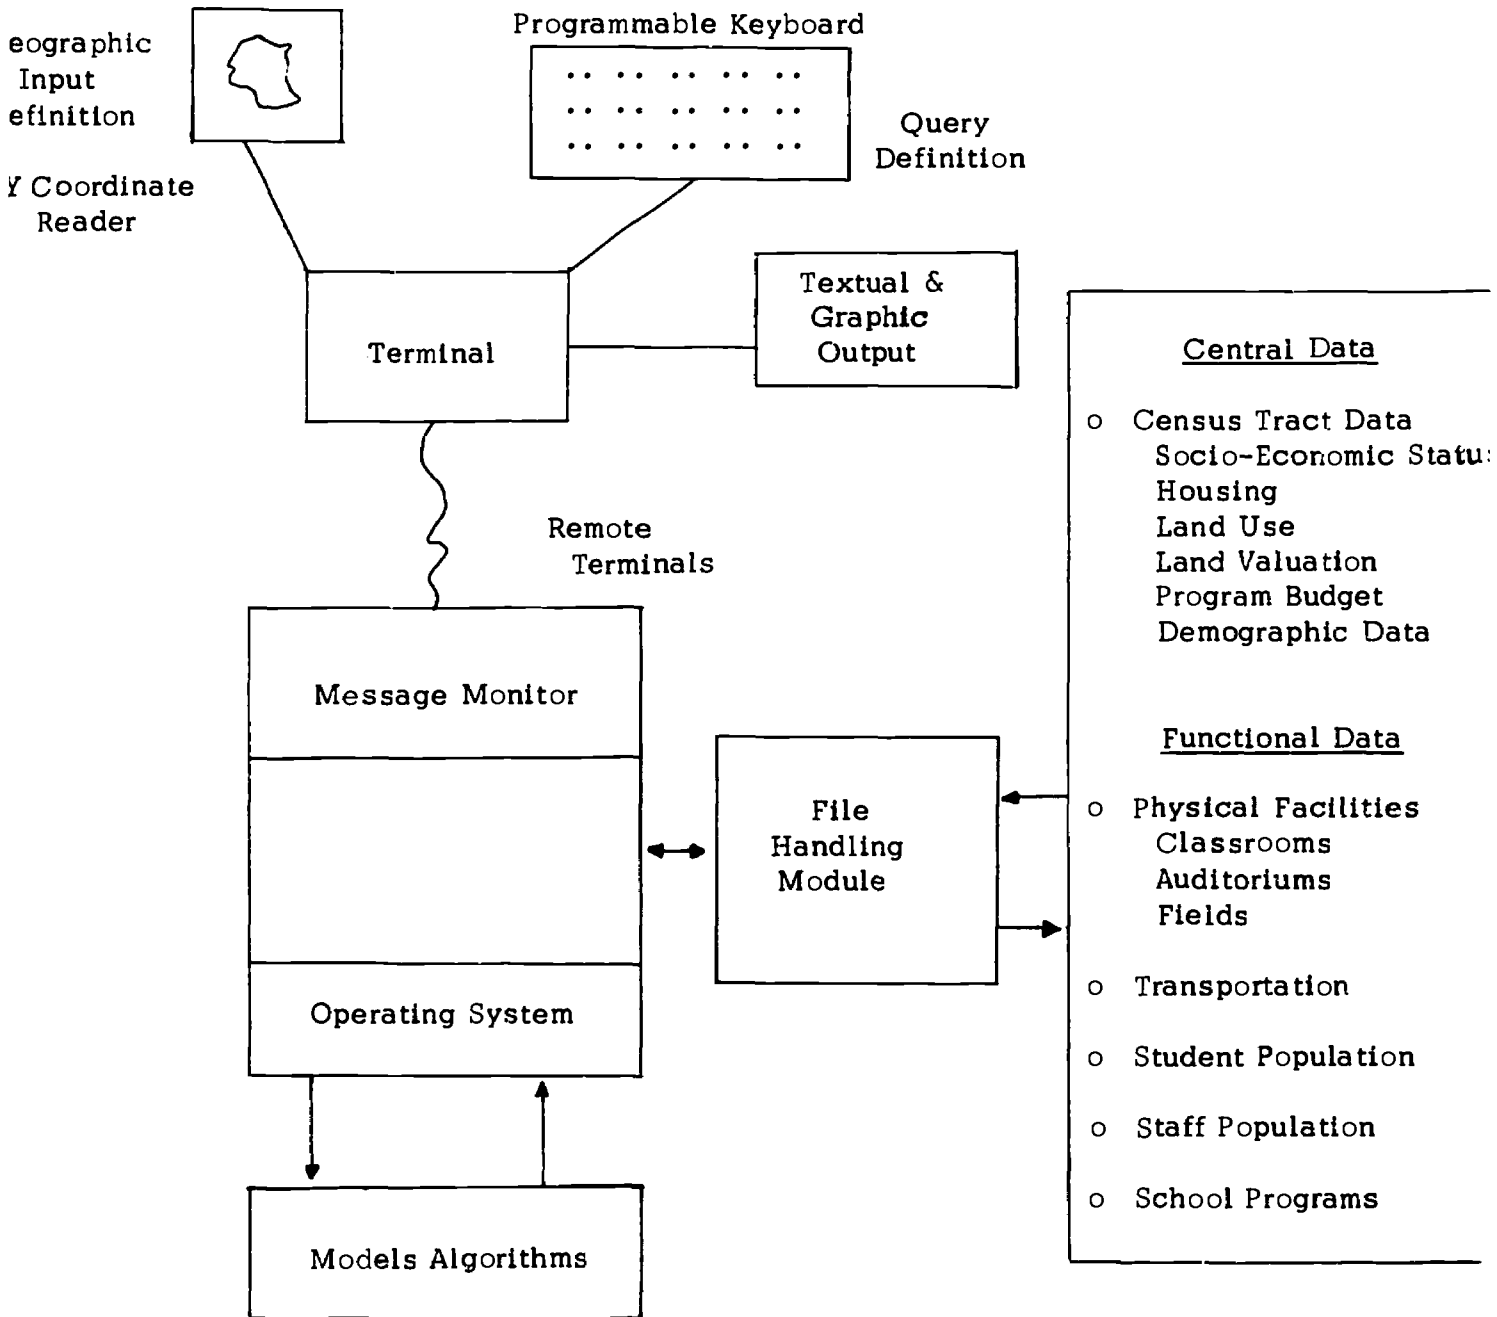 eographic
Input
efinition
Y Coordinate
Reader
Programmable Keyboard
Query
Definition
Terminal
Textual &
Graphic
Output
Remote
Terminals
Message Monitor
Operating System
Models Algorithms
File
Handling
Module
Central Data
o Census Tract Data
Socio-Economic Statu
Housing
Land Use
Land Valuation
Program Budget
Demographic Data
Functional Data
o Physical Facilities
Classrooms
Auditoriums
Fields
o Transportation
o Student Population
o Staff Population
o School Programs